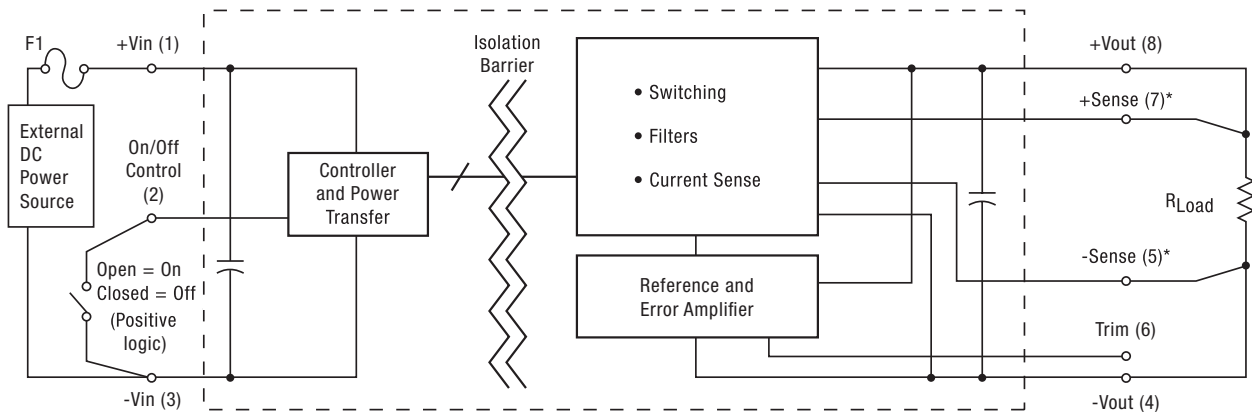 F1
+Vin (1)
External
DC
Power
Source
On/Off
Control
(2)
Open = On
Closed = Off
(Positive
logic)
-Vin (3)
Controller
and Power
Transfer
Isolation
Barrier
• Switching
• Filters
• Current Sense
Reference and
Error Amplifier
+Vout (8)
+Sense (7)*
RLoad
-Sense (5)*
Trim (6)
-Vout (4)